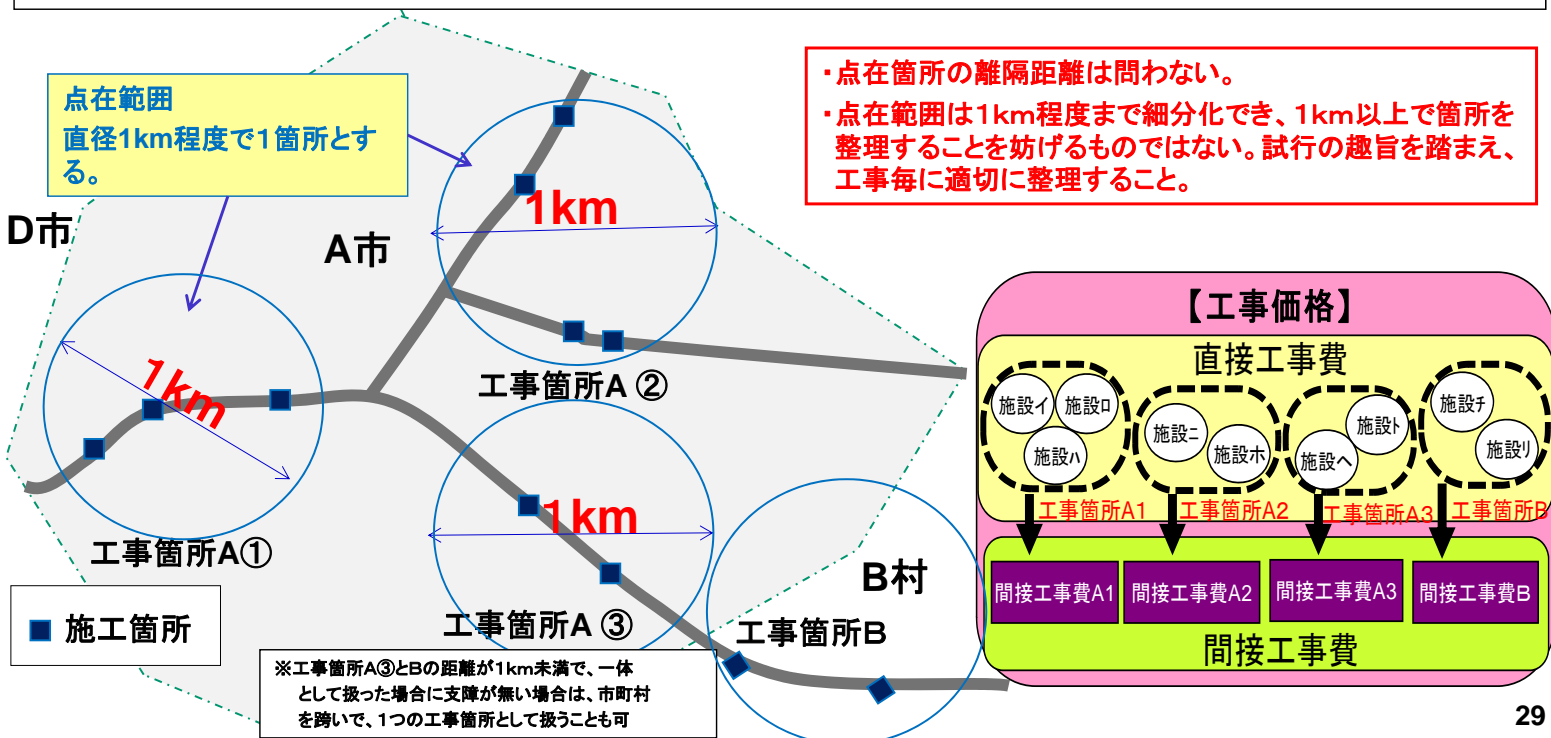 点在範囲
直径1km程度で1箇所とす
る。
・点在箇所の離隔距離は問わない。
・点在範囲は1km程度まで細分化でき、1km以上で箇所を
整理することを妨げるものではない。試行の趣旨を踏まえ、
工事毎に適切に整理すること。
D市
A市
1km
1km
工事箇所A ②
工事箇所A①
1km
工事箇所A ③
B村
工事箇所B
施工箇所
※工事箇所A③とBの距離が1km未満で、一体
として扱った場合に支障が無い場合は、市町村
を跨いで、1つの工事箇所として扱うことも可
【工事価格】
直接工事費
施設イ
施設ロ
施設ハ
施設ニ
施設ホ
施設ヘ
施設ト
施設チ
施設リ
工事箇所A1
工事箇所A2
工事箇所A3
工事箇所B
間接工事費A1
間接工事費A2
間接工事費A3
間接工事費B
間接工事費
29